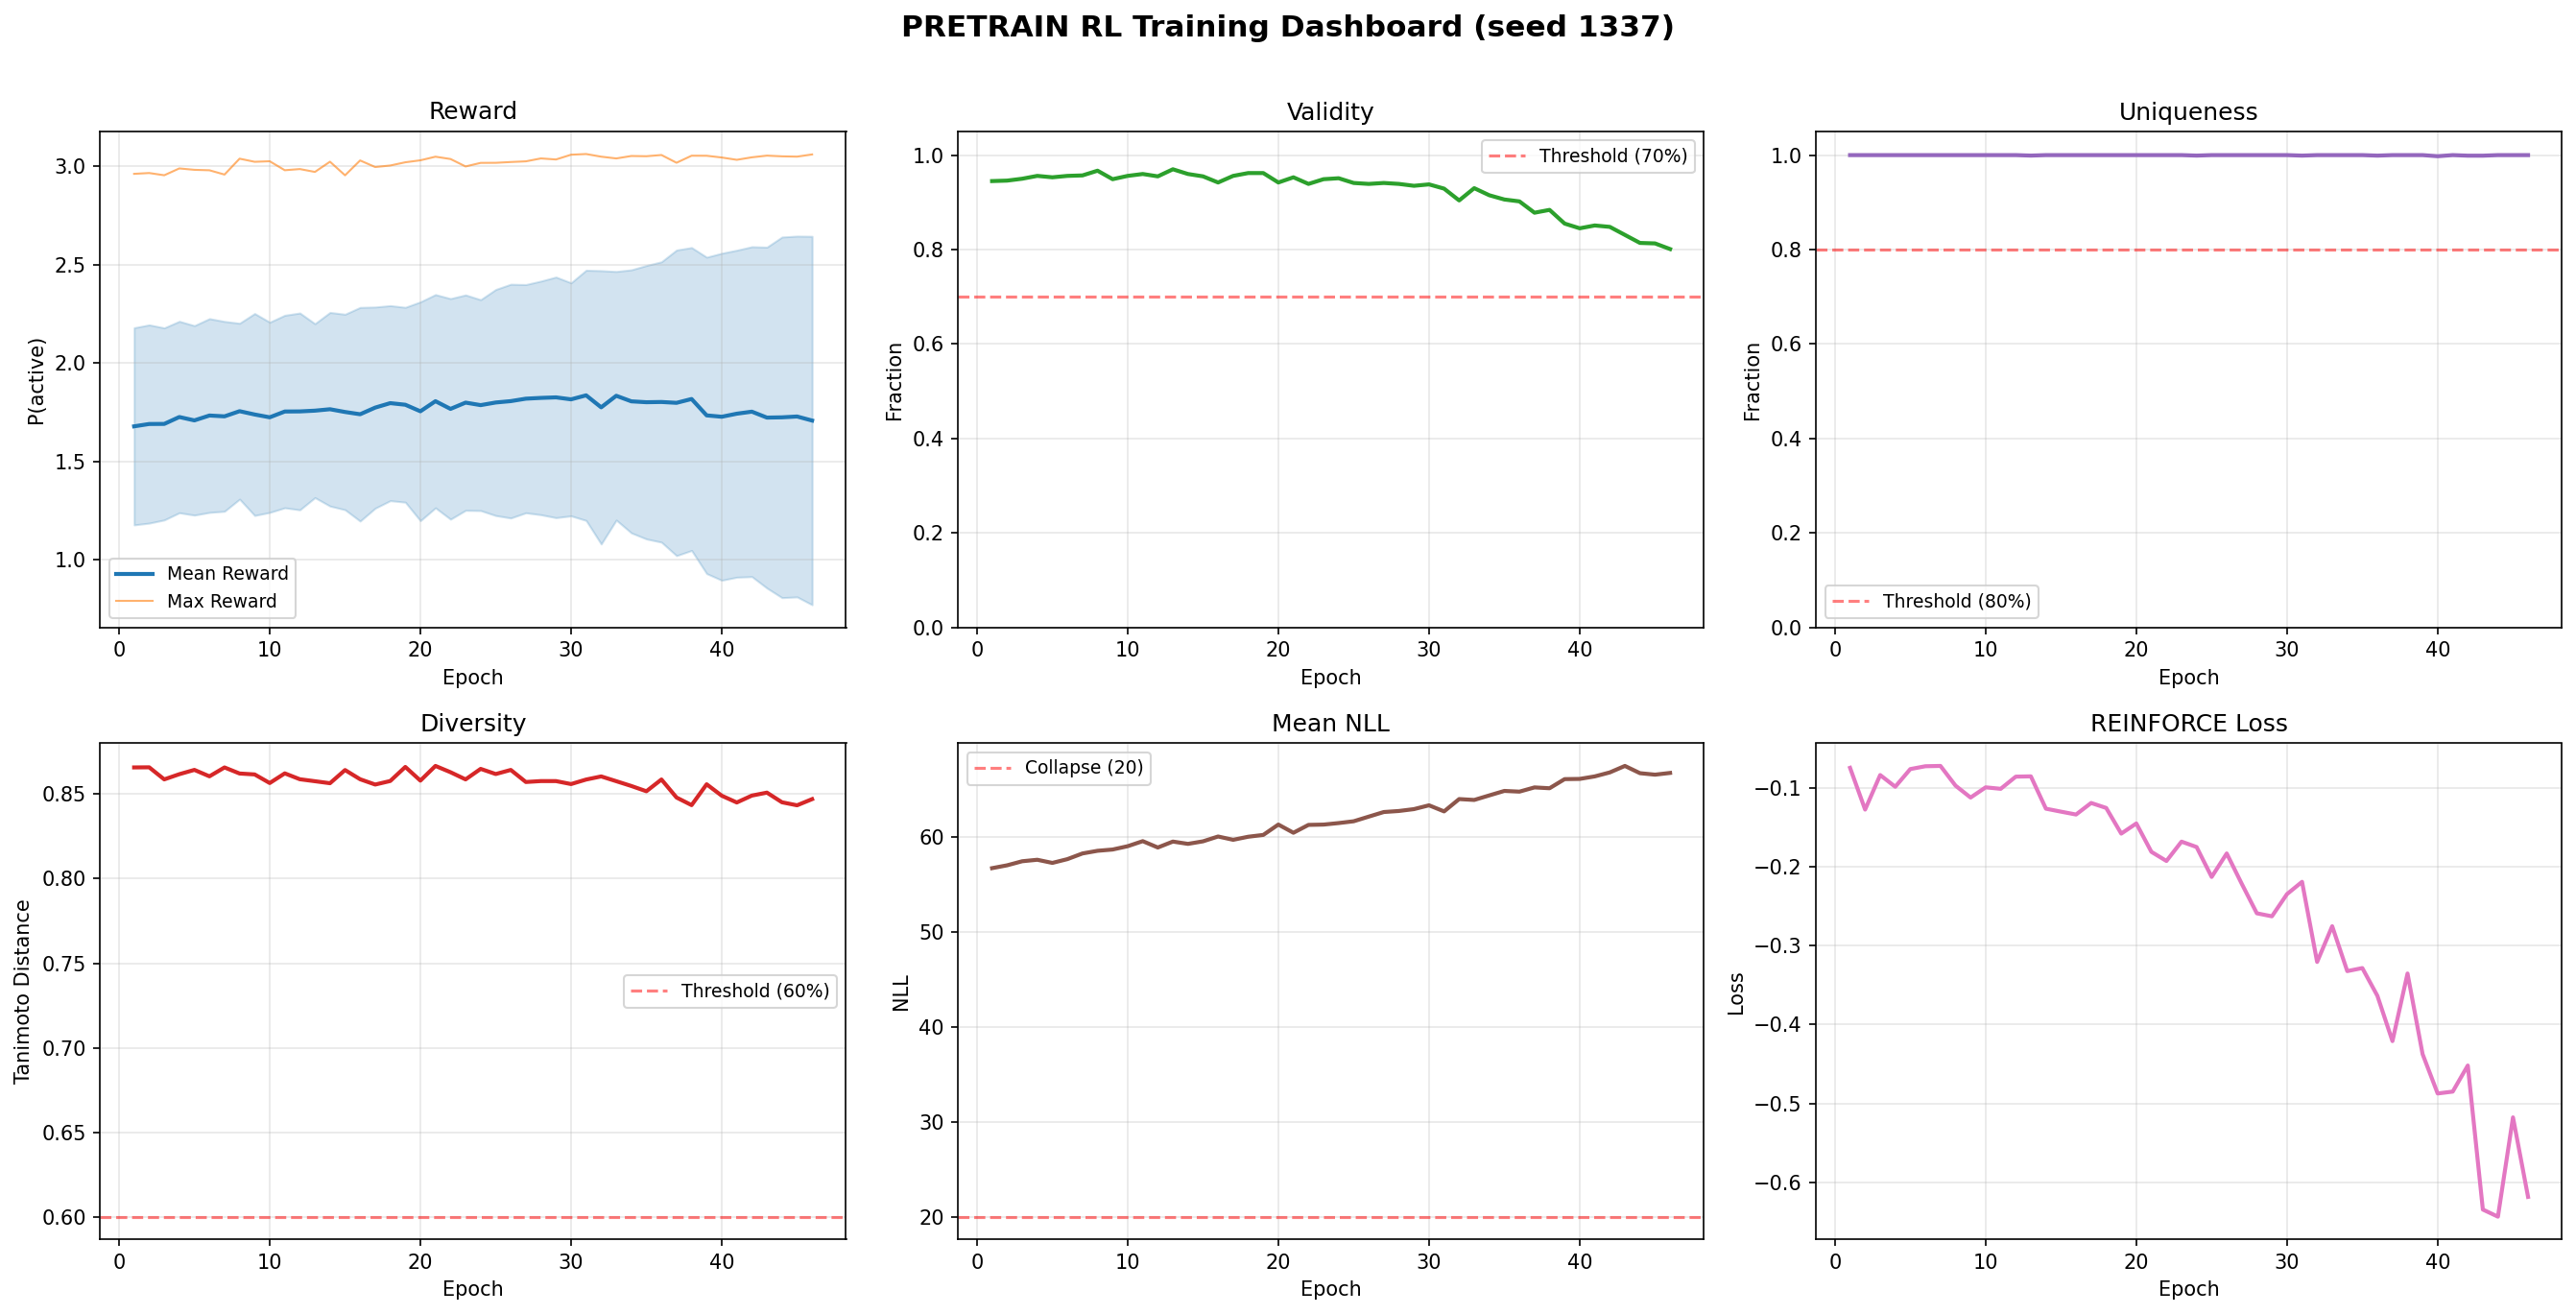 PRETRAIN RL Training Dashboard (seed 1337)
Reward
P(active)
3.0
2.5
2.0
1.5
1.0
Mean Reward
Max Reward
0 10 20 30 40
Epoch
Validity
Fraction
1.0
0.8
0.6
0.4
0.2
0.0
Threshold (70%)
0 10 20 30 40
Epoch
Uniqueness
Fraction
1.0
0.8
0.6
0.4
0.2
0.0
Threshold (80%)
0 10 20 30 40
Epoch
Diversity
Tanimoto Distance
0.85
0.80
0.75
0.70
0.65
0.60
Threshold (60%)
0 10 20 30 40
Epoch
Mean NLL
NLL
60
50
40
30
20
Collapse (20)
0 10 20 30 40
Epoch
REINFORCE Loss
Loss
−0.1
−0.2
−0.3
−0.4
−0.5
−0.6
0 10 20 30 40
Epoch